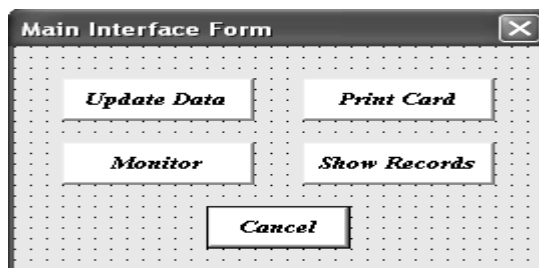 Main Interface Form
Update Data
Print Card
Monitor
Show Records
Cancel